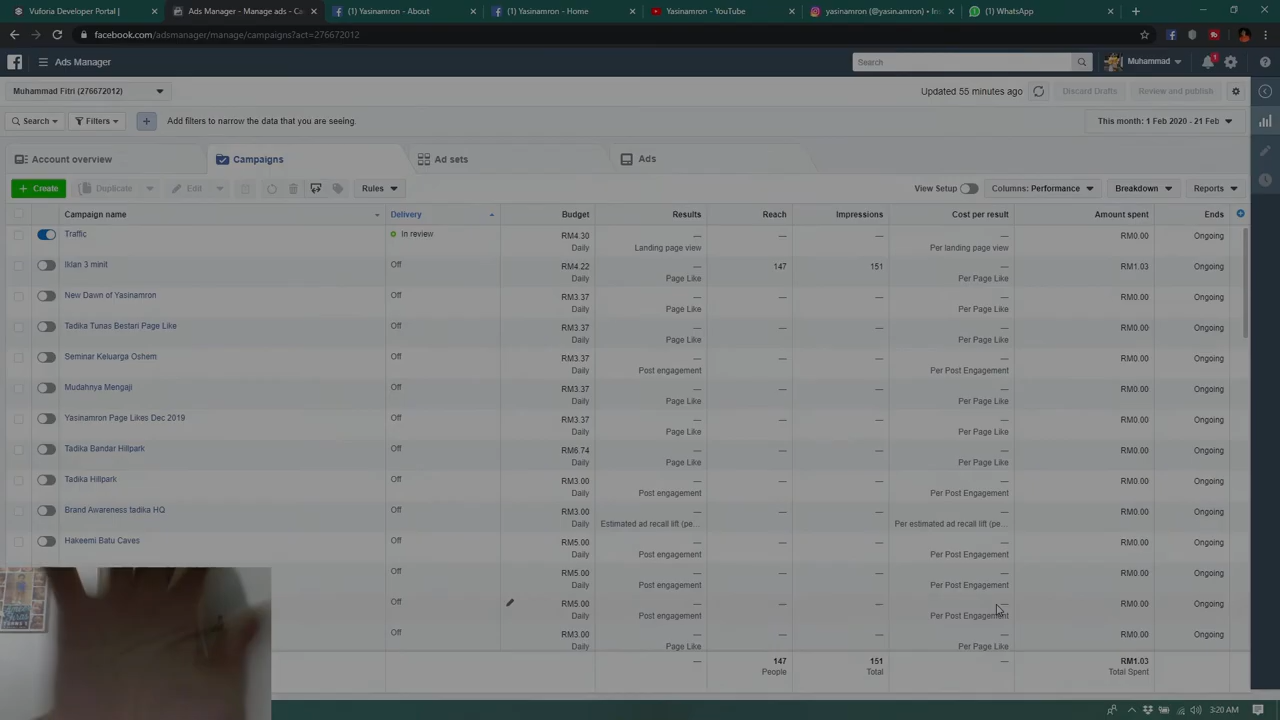 Vuforia Developer Portal
Ads Manager - Manage ads - Ca
(1) Yasinamron - About
(1) Yasinamron - Home
Yasinamron - YouTube
yasinamron (@yasin.amron) • In
(1) WhatsApp
facebook.com/adsmanager/manage/campaigns?act=276672012
Ads Manager
Search
Muhammad
1
Muhammad Fitri (276672012)
Updated 55 minutes ago
Discard Drafts
Review and publish
Search
Filters
Add filters to narrow the data that you are seeing.
This month: 1 Feb 2020 - 21 Feb
Account overview
Campaigns
Ad sets
Ads
+ Create
Duplicate
Edit
Rules
View Setup
Columns: Performance
Breakdown
Reports
Campaign name Delivery Budget Results Reach Impressions Cost per result Amount spent Ends
Traffic In review RM4.30 — — — — RM0.00 Ongoing
Daily Landing page view Per landing page view
Iklan 3 minit Off RM4.22 — 147 151 — RM1.03 Ongoing
Daily Page Like Per Page Like
New Dawn of Yasinamron Off RM3.37 — — — — RM0.00 Ongoing
Daily Page Like Per Page Like
Tadika Tunas Bestari Page Like Off RM3.37 — — — — RM0.00 Ongoing
Daily Page Like Per Page Like
Seminar Keluarga Oshem Off RM3.37 — — — — RM0.00 Ongoing
Daily Post engagement Per Post Engagement
Mudahnya Mengaji Off RM3.37 — — — — RM0.00 Ongoing
Daily Page Like Per Page Like
Yasinamron Page Likes Dec 2019 Off RM3.37 — — — — RM0.00 Ongoing
Daily Page Like Per Page Like
Tadika Bandar Hillpark Off RM6.74 — — — — RM0.00 Ongoing
Daily Page Like Per Page Like
Tadika Hillpark Off RM3.00 — — — — RM0.00 Ongoing
Daily Post engagement Per Post Engagement
Brand Awareness tadika HQ Off RM3.00 — — — — RM0.00 Ongoing
Daily Estimated ad recall lift (pe... Per estimated ad recall lift (pe...
Hakeemi Batu Caves Off RM5.00 — — — — RM0.00 Ongoing
Daily Post engagement Per Post Engagement
Off RM5.00 — — — — RM0.00 Ongoing
Daily Post engagement Per Post Engagement
Off RM5.00 — — — — RM0.00 Ongoing
Daily Post engagement Per Post Engagement
Off RM3.00 — — — — RM0.00 Ongoing
Daily Page Like Per Page Like
— 147 151 — RM1.03
People Total Total Spent
3:20 AM